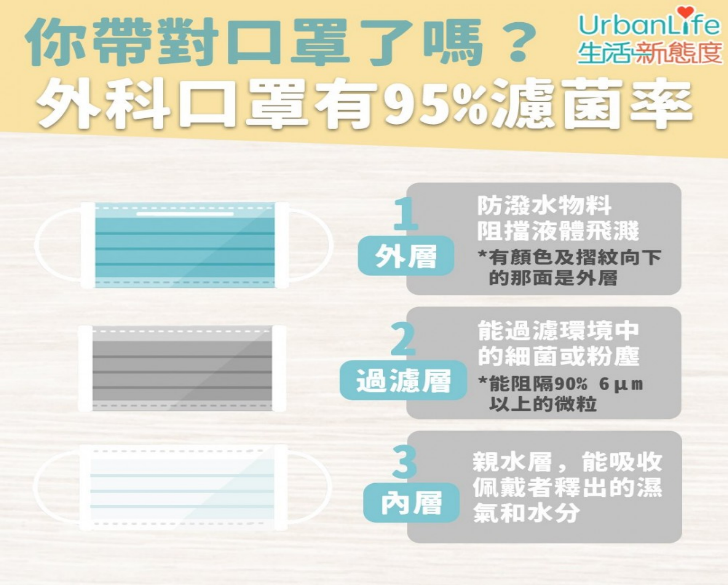 你帶對口罩了嗎？
UrbanLife
生活新態度
外科口罩有95%濾菌率
1
外層
防潑水物料
阻擋液體飛濺
*有顏色及摺紋向下
的那面是外層
2
過濾層
能過濾環境中
的細菌或粉塵
*能阻隔90% 6μm
以上的微粒
3
內層
親水層，能吸收
佩戴者釋出的濕
氣和水分